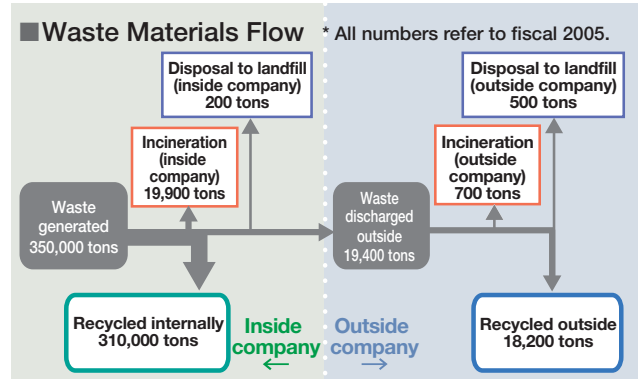 ■Waste Materials Flow
* All numbers refer to fiscal 2005.
Disposal to landfill
(inside company)
200 tons
Incineration
(inside
company)
19,900 tons
Waste
generated
350,000 tons
Recycled internally
310,000 tons
Inside
company
←
Disposal to landfill
(outside company)
500 tons
Incineration
(outside
company)
700 tons
Waste
discharged
outside
19,400 tons
Outside
company
→
Recycled outside
18,200 tons